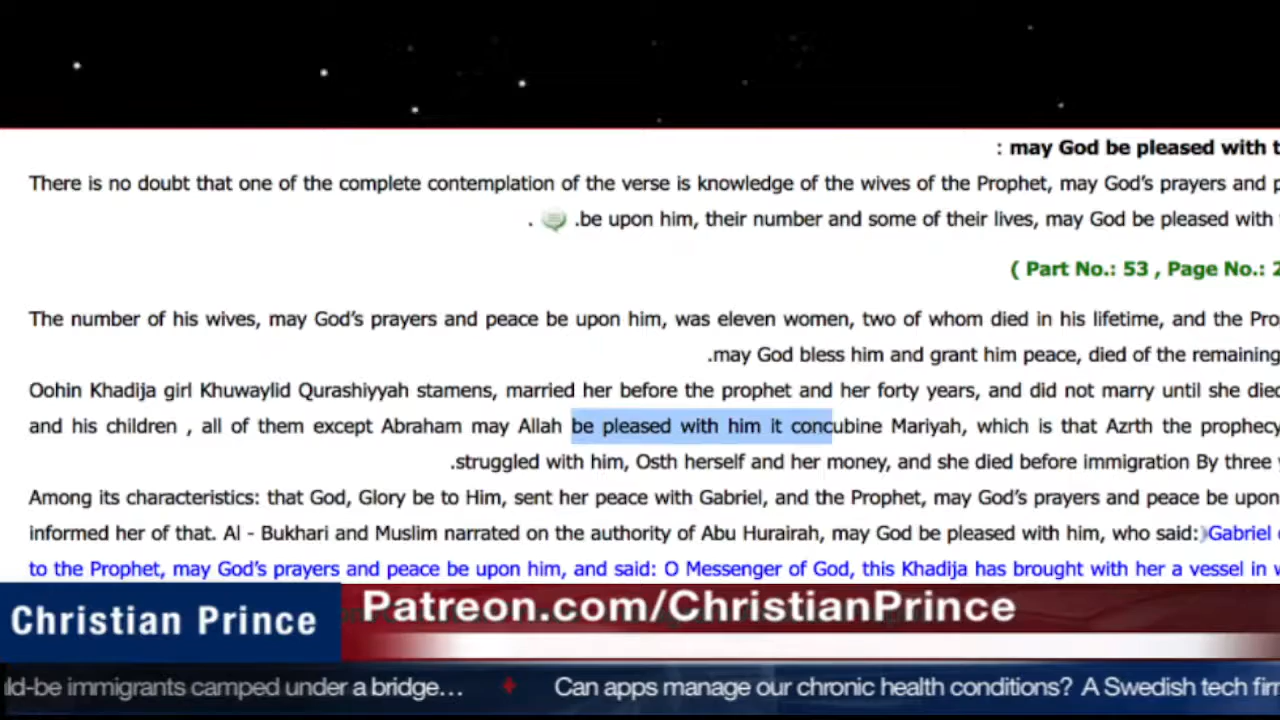 : may God be pleased with t
There is no doubt that one of the complete contemplation of the verse is knowledge of the wives of the Prophet, may God's prayers and p
. .be upon him, their number and some of their lives, may God be pleased with
( Part No.: 53 , Page No.: 2
The number of his wives, may God's prayers and peace be upon him, was eleven women, two of whom died in his lifetime, and the Pro
.may God bless him and grant him peace, died of the remaining
Oohin Khadija girl Khuwaylid Qurashiyyah stamens, married her before the prophet and her forty years, and did not marry until she died
and his children , all of them except Abraham may Allah be pleased with him it concubine Mariyah, which is that Azrth the prophecy
.struggled with him, Osth herself and her money, and she died before immigration By three y
Among its characteristics: that God, Glory be to Him, sent her peace with Gabriel, and the Prophet, may God's prayers and peace be upon
informed her of that. Al - Bukhari and Muslim narrated on the authority of Abu Hurairah, may God be pleased with him, who said: Gabriel
to the Prophet, may God's prayers and peace be upon him, and said: O Messenger of God, this Khadija has brought with her a vessel in w
Christian Prince
Patreon.com/ChristianPrince
ld-be immigrants camped under a bridge... Can apps manage our chronic health conditions? A Swedish tech firm